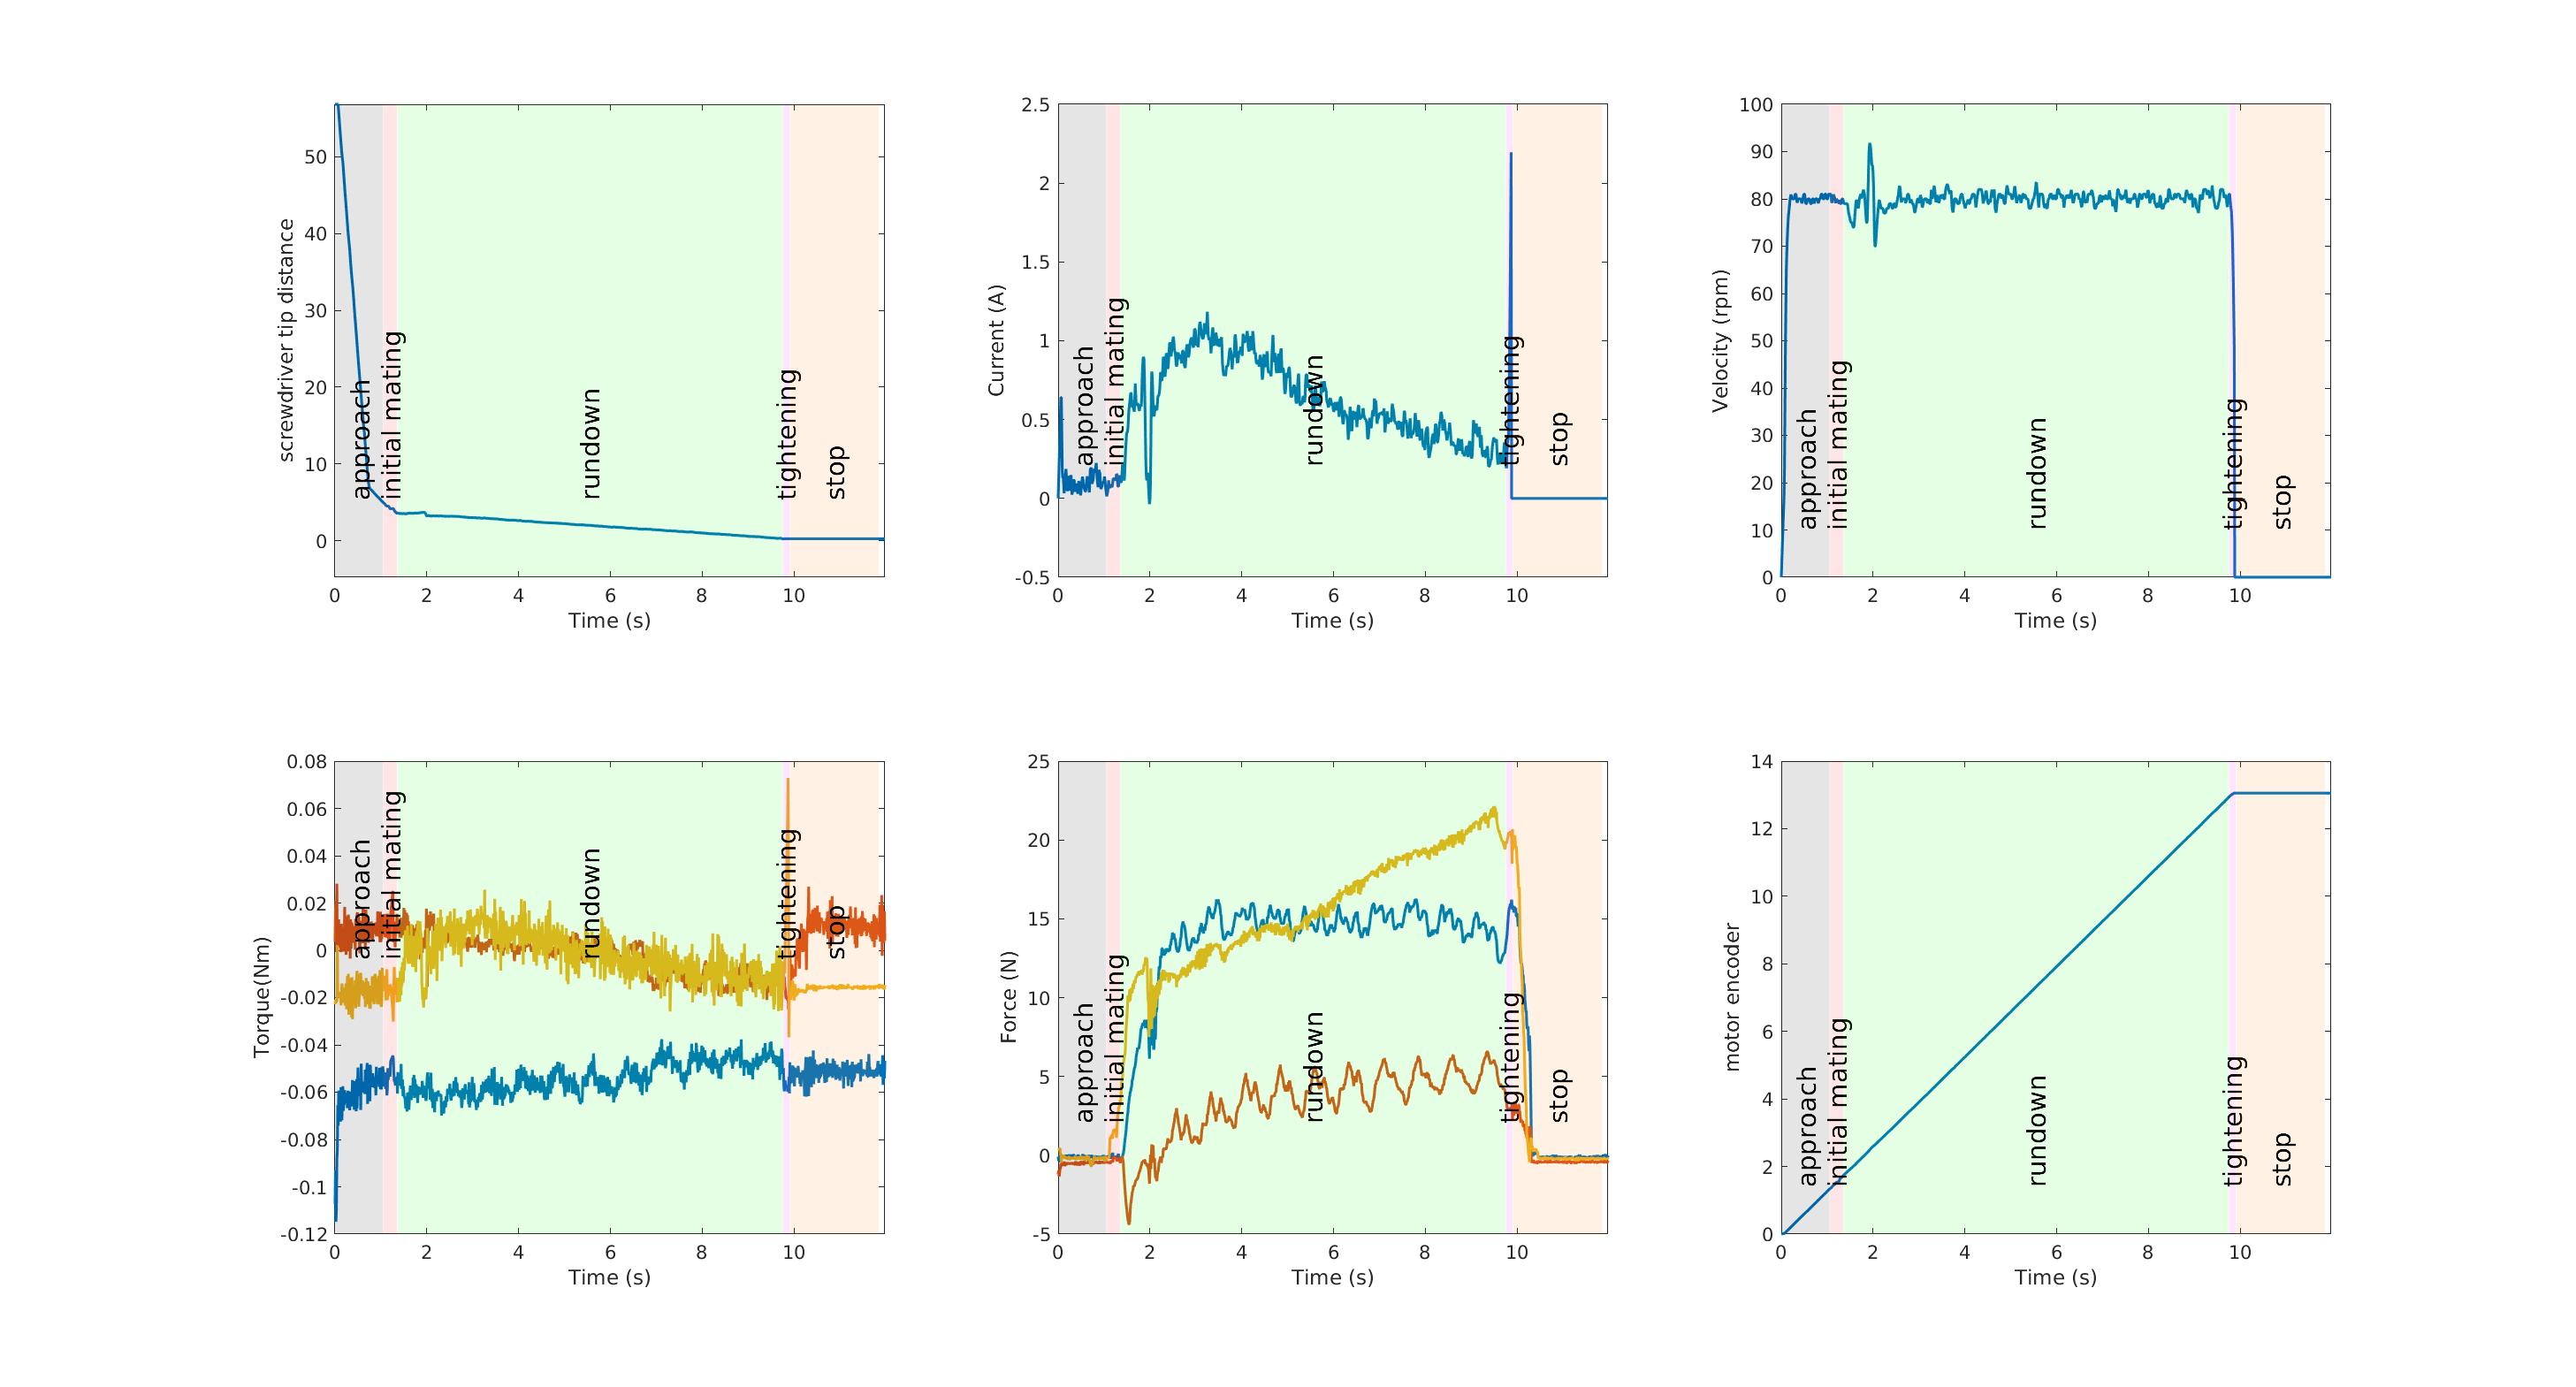 50
40
30
20
10
0
screwdriver tip distance
approach
initial mating
rundown
tightening
stop
0 2 4 6 8 10
Time (s)
2.5
2
1.5
1
0.5
0
-0.5
Current (A)
approach
initial mating
rundown
tightening
stop
0 2 4 6 8 10
Time (s)
100
90
80
70
60
50
40
30
20
10
0
Velocity (rpm)
approach
initial mating
rundown
tightening
stop
0 2 4 6 8 10
Time (s)
0.08
0.06
0.04
0.02
0
-0.02
-0.04
-0.06
-0.08
-0.1
-0.12
Torque(Nm)
approach
initial mating
rundown
tightening
stop
0 2 4 6 8 10
Time (s)
25
20
15
10
5
0
-5
Force (N)
approach
initial mating
rundown
tightening
stop
0 2 4 6 8 10
Time (s)
14
12
10
8
6
4
2
0
motor encoder
approach
initial mating
rundown
tightening
stop
0 2 4 6 8 10
Time (s)